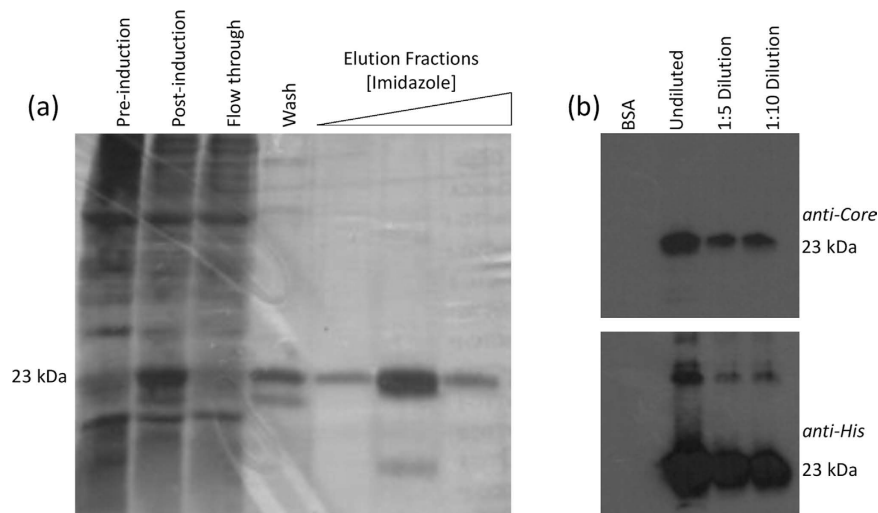 (a)
Pre-induction
Post-induction
Flow through
Wash
Elution Fractions
[Imidazole]
23 kDa
(b)
BSA
Undiluted
1:5 Dilution
1:10 Dilution
anti-Core
23 kDa
anti-His
23 kDa